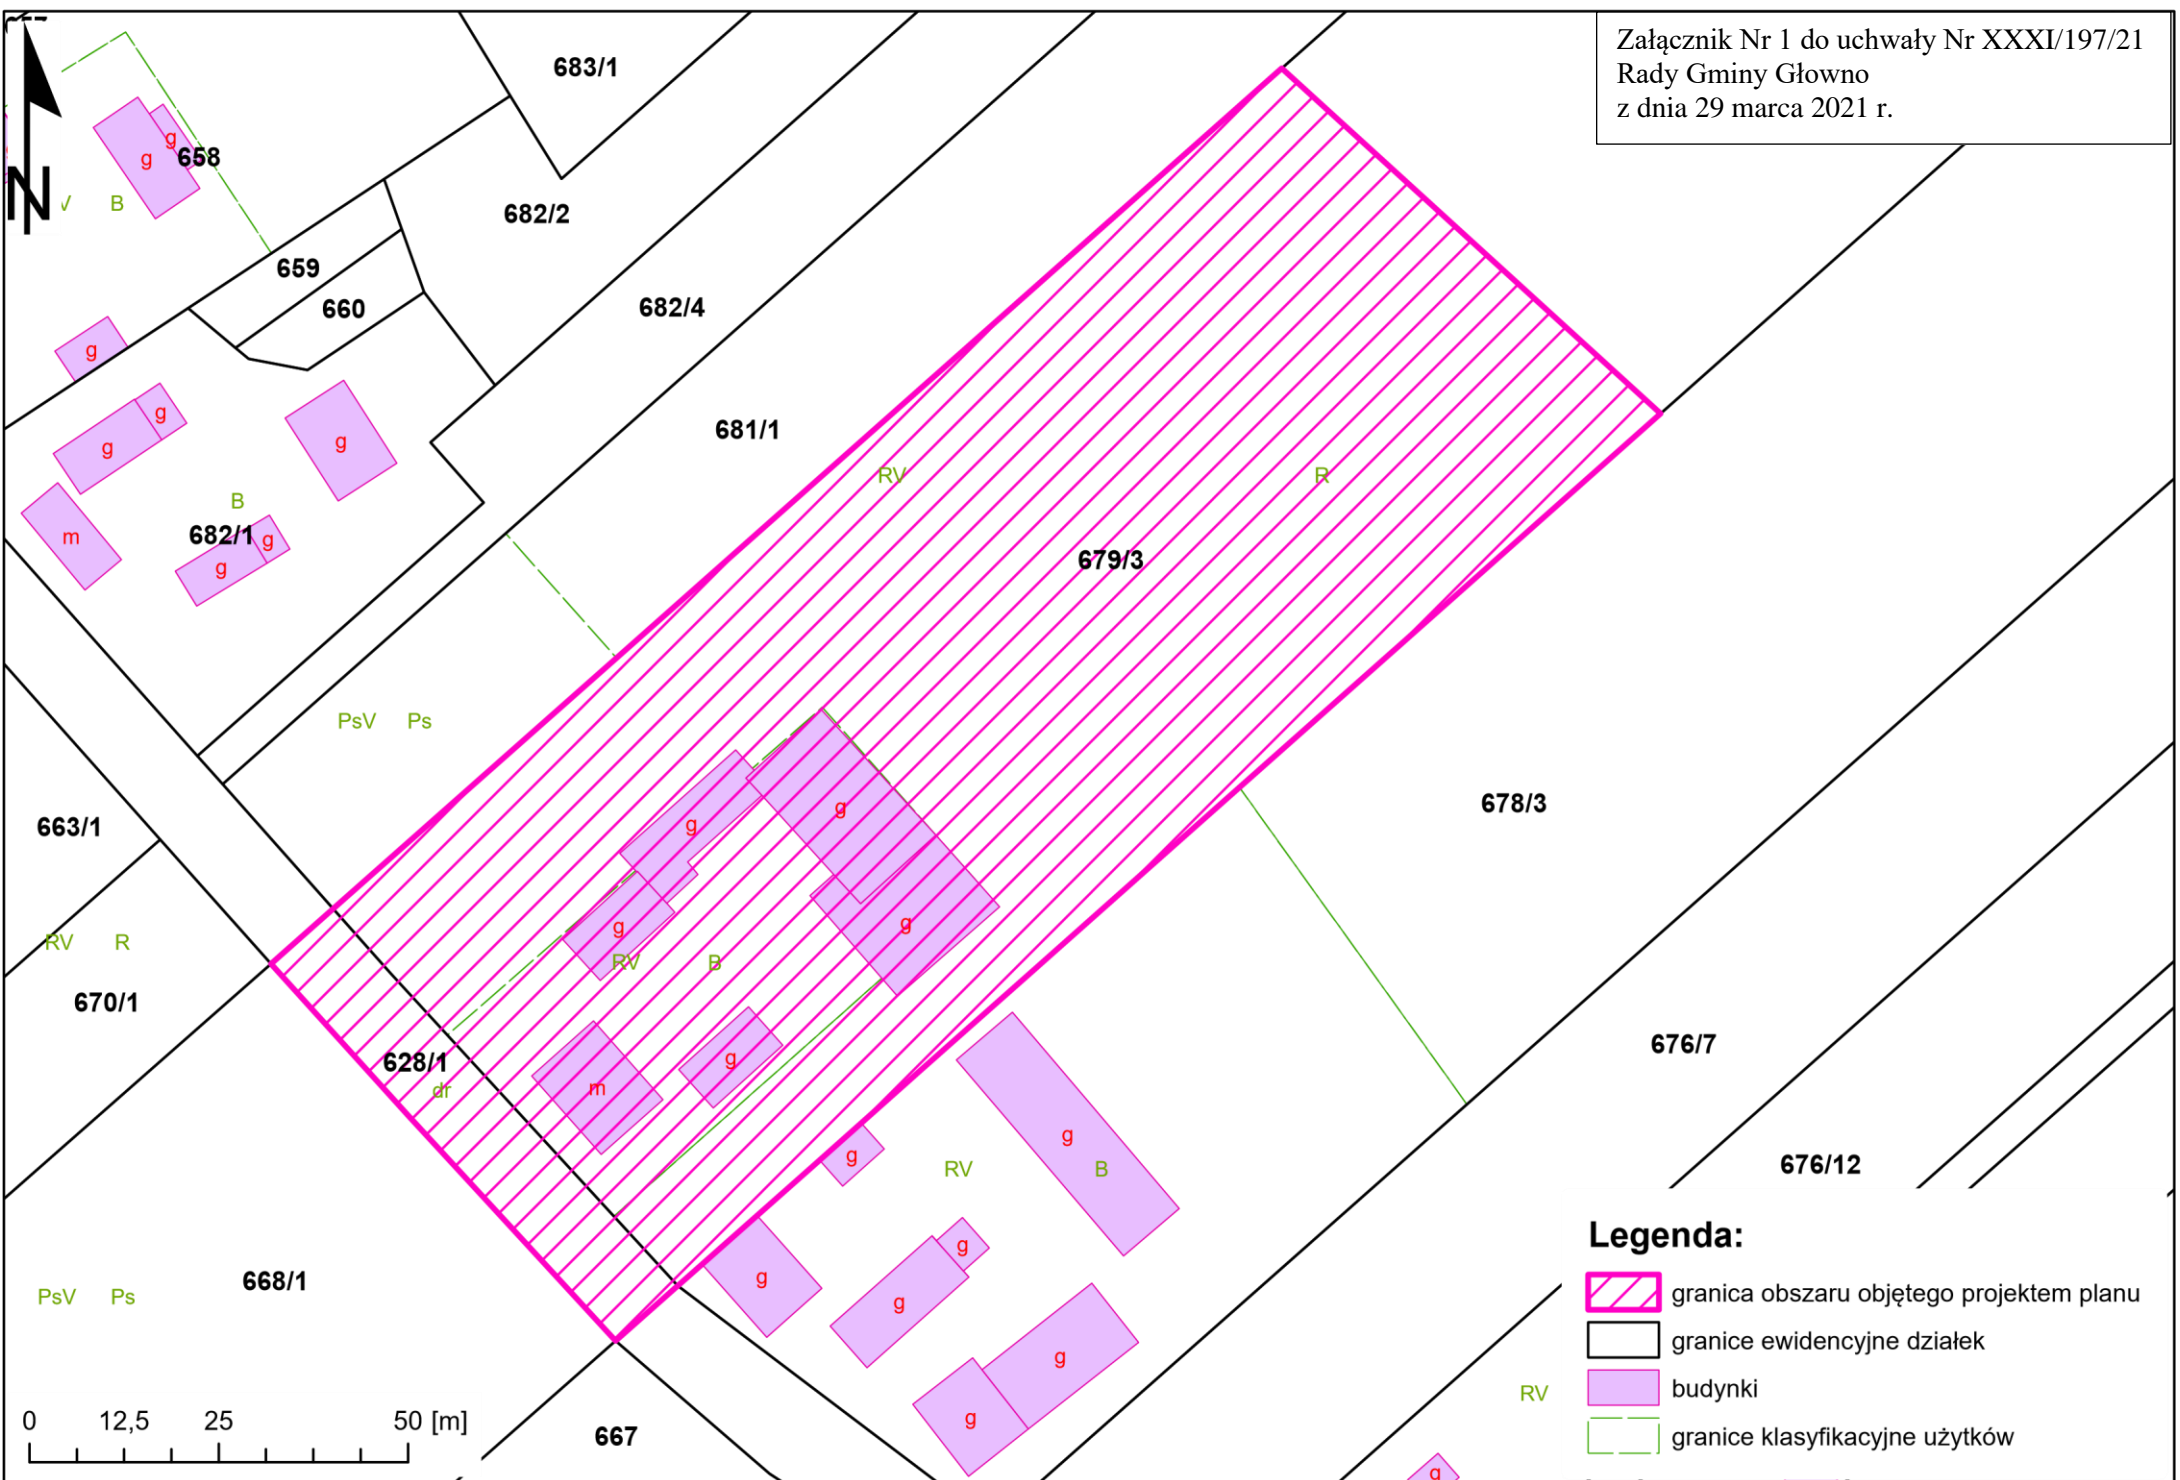 Załącznik Nr 1 do uchwały Nr XXXI/197/21
Rady Gminy Głowno
z dnia 29 marca 2021 r.
N
683/1
g
g
658
V B
682/2
659
660
682/4
g
g
g
g
681/1
B
RV
R
m
682/1
g
g
679/3
PsV Ps
663/1
g
g
678/3
g
g
RV R
RV B
670/1
628/1
dr
m
g
676/7
g
g
RV B
676/12
g
g
g
668/1
PsV Ps
g
g
RV
667
g
0 12,5 25 50 [m]
Legenda:
granica obszaru objętego projektem planu
granice ewidencyjne działek
budynki
granice klasyfikacyjne użytków